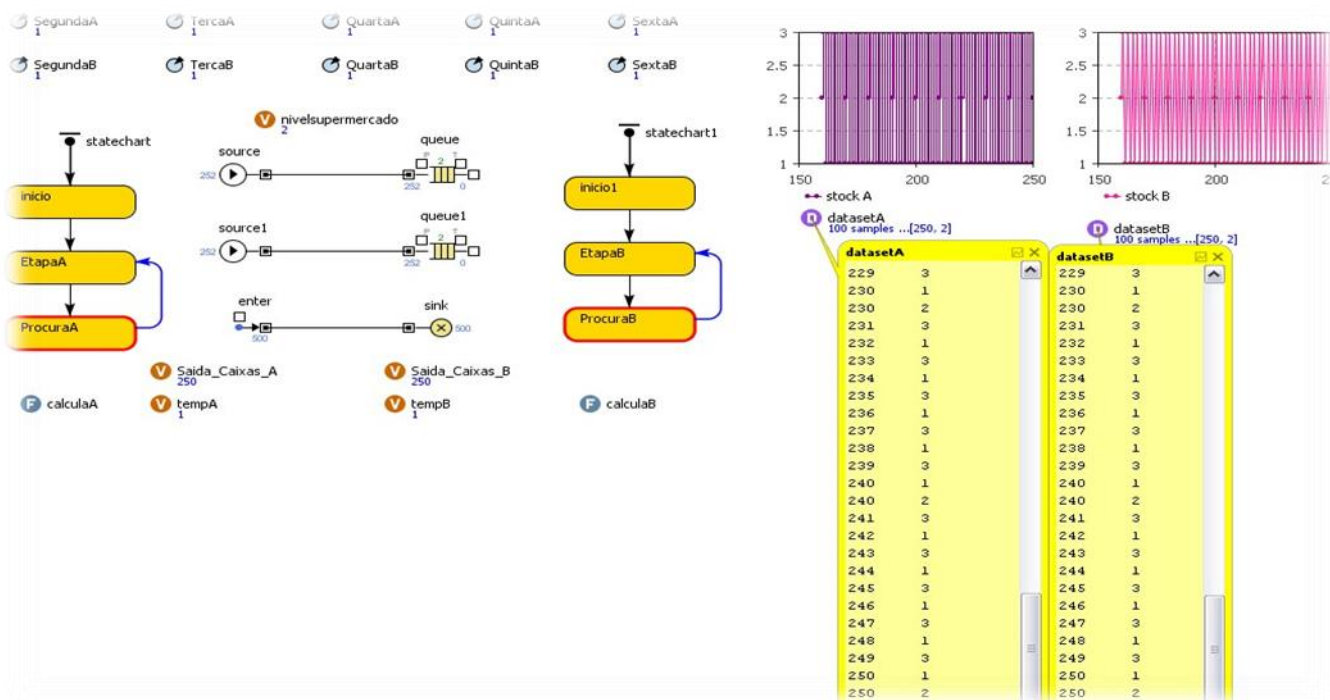 SegundaA
1
TercaA
1
QuartaA
1
QuintaA
1
SextaA
1
SegundaB
1
TercaB
1
QuartaB
1
QuintaB
1
SextaB
1
nivelsupermercado
2
statechart
inicio
EtapaA
ProcuraA
source
252
queue
2
252
0
source1
252
queue1
2
252
0
enter
500
sink
500
Saida_Caixas_A
250
Saida_Caixas_B
250
calculaA
tempA
1
tempB
1
calculaB
statechart1
inicio1
EtapaB
ProcuraB
3
2.5
2
1.5
1
150
200
250
stock A
3
2.5
2
1.5
1
150
200
stock B
datasetA
100 samples ...[250, 2]
datasetB
100 samples ...[250, 2]
datasetA
229 3
230 1
230 2
231 3
232 1
233 3
234 1
235 3
236 1
237 3
238 1
239 3
240 1
240 2
241 3
242 1
243 3
244 1
245 3
246 1
247 3
248 1
249 3
250 1
250 2
datasetB
229 3
230 1
230 2
231 3
232 1
233 3
234 1
235 3
236 1
237 3
238 1
239 3
240 1
240 2
241 3
242 1
243 3
244 1
245 3
246 1
247 3
248 1
249 3
250 1
250 2